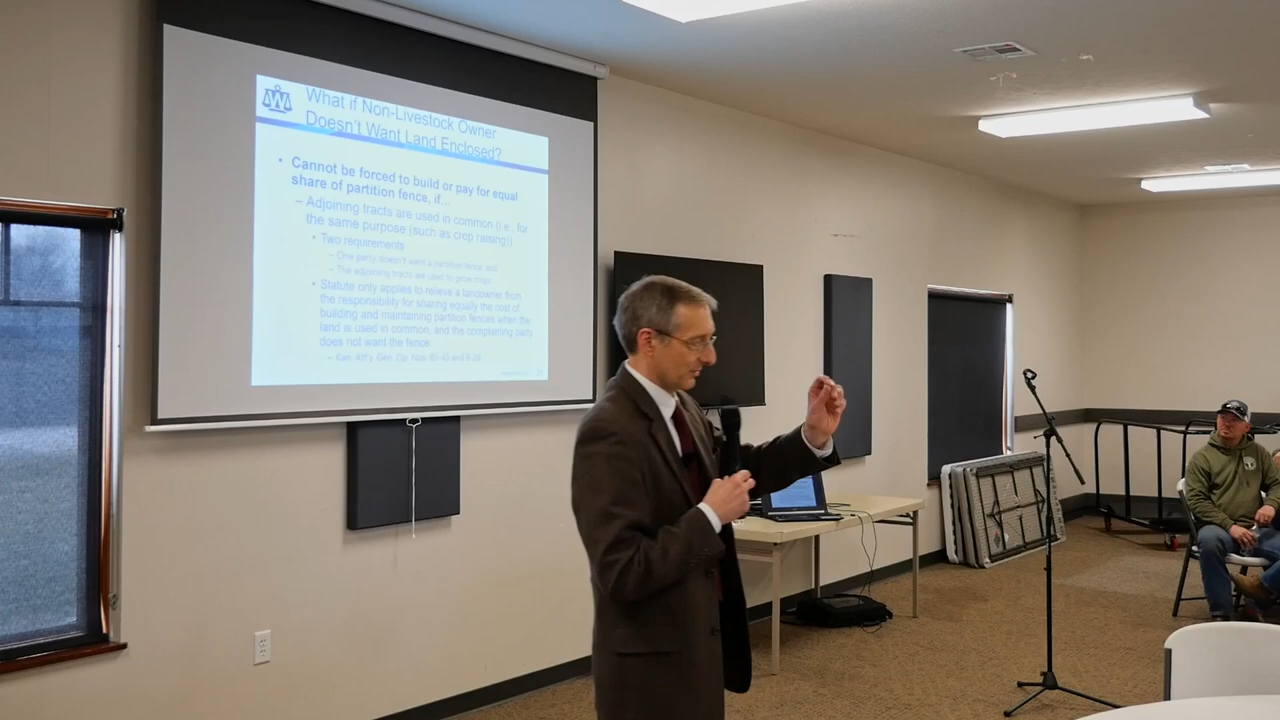 W
What if Non-Livestock Owner
Doesn't Want Land Enclosed?
• Cannot be forced to build or pay for equal
share of partition fence, if...
– Adjoining tracts are used in common (i.e., for
the same purpose (such as crop raising))
• Two requirements
– One party doesn't want a partition fence; and
– The adjoining tracts are used to grow crops
• Statute only applies to relieve a landowner from
the responsibility for sharing equally the cost of
building and maintaining partition fences when the
land is used in common, and the complaining party
does not want the fence.
– Kan. Att'y. Gen. Op. Nos.